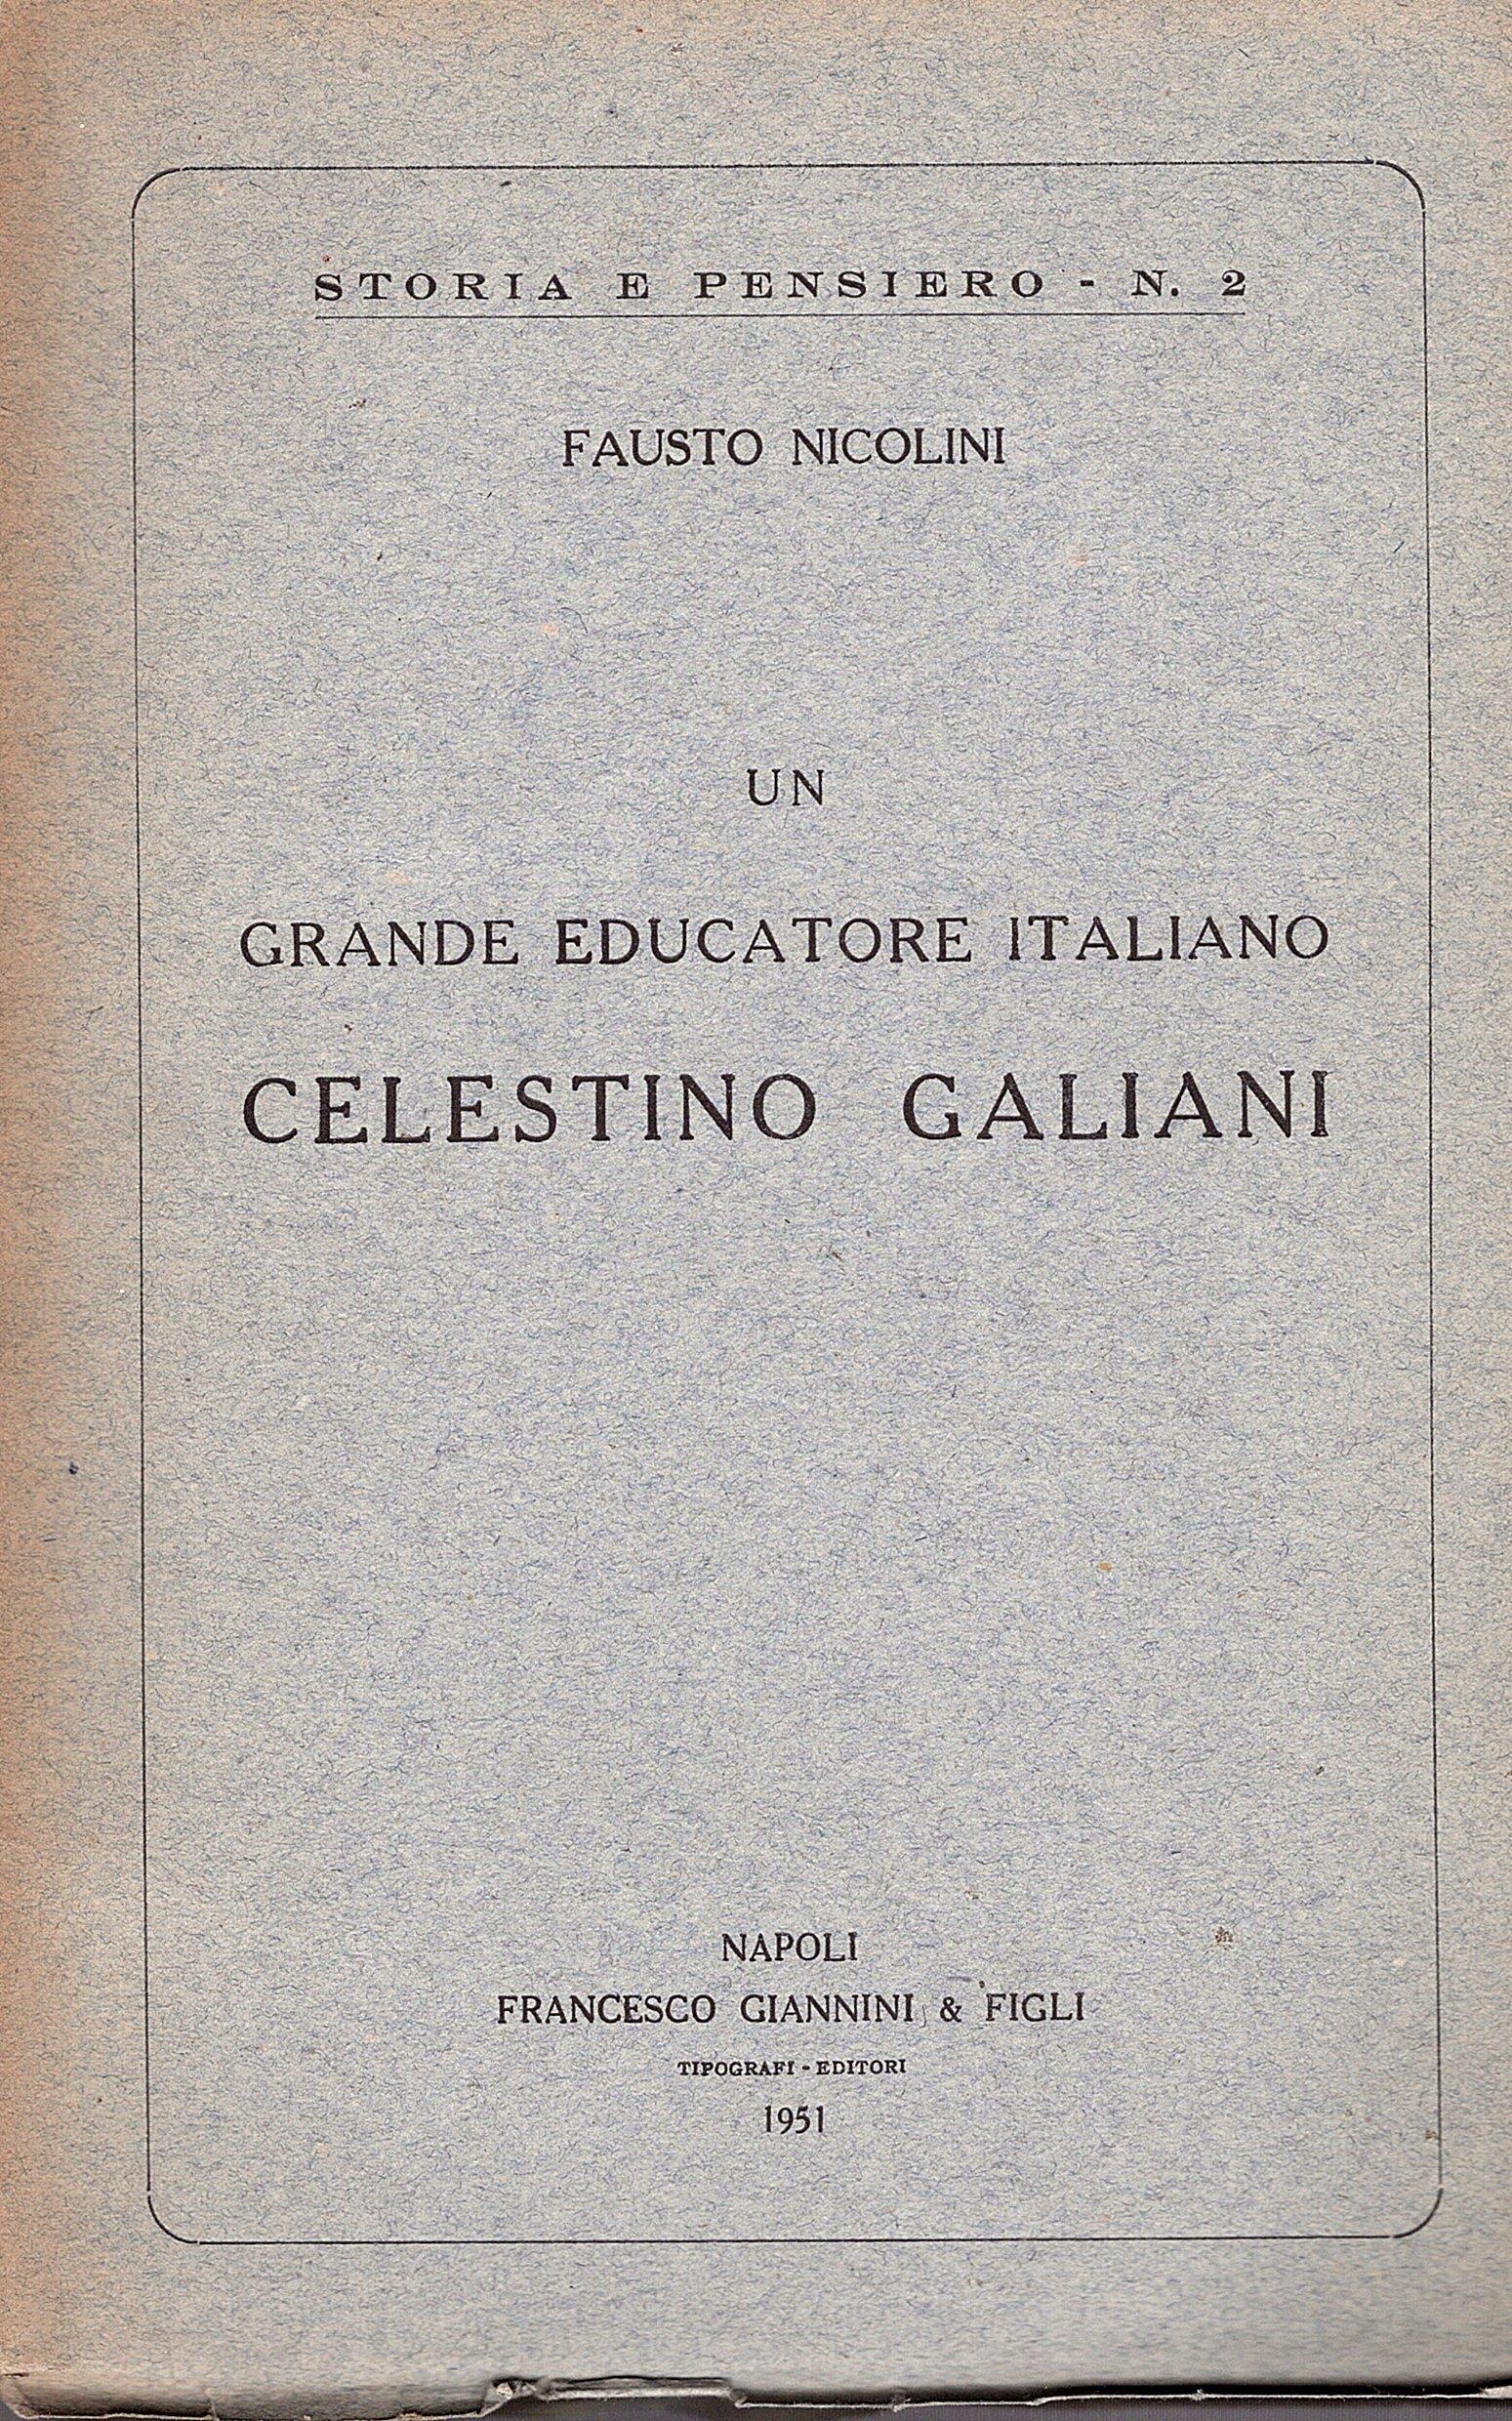 STORIA E PENSIERO - N. 2
FAUSTO NICOLINI
UN
GRANDE EDUCATORE ITALIANO
CELESTINO GALIANI
NAPOLI
FRANCESCO GIANNINI & FIGLI
TIPOGRAFI - EDITORI
1951